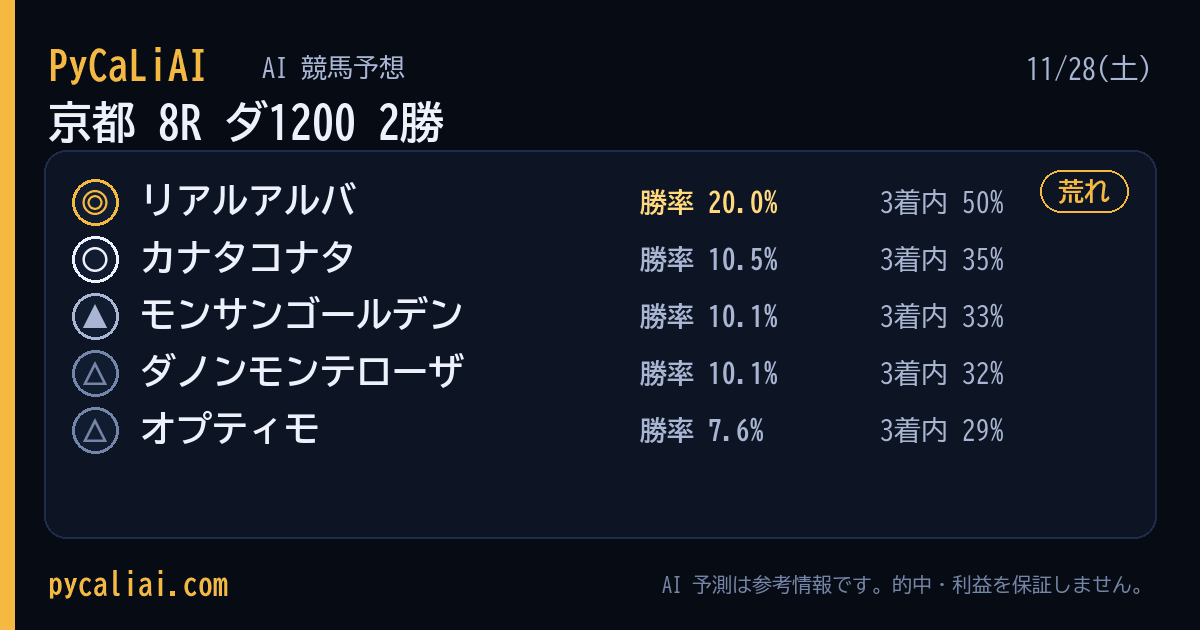 PyCaLiAI AI 競馬予想 11/28(土)
京都 8R ダ1200 2勝
◎ リアルアルバ 勝率 20.0% 3着内 50% 荒れ
○ カナタコナタ 勝率 10.5% 3着内 35%
▲ モンサンゴールデン 勝率 10.1% 3着内 33%
△ ダノンモンテローザ 勝率 10.1% 3着内 32%
△ オプティモ 勝率 7.6% 3着内 29%
pycaliai.com AI 予測は参考情報です。的中・利益を保証しません。